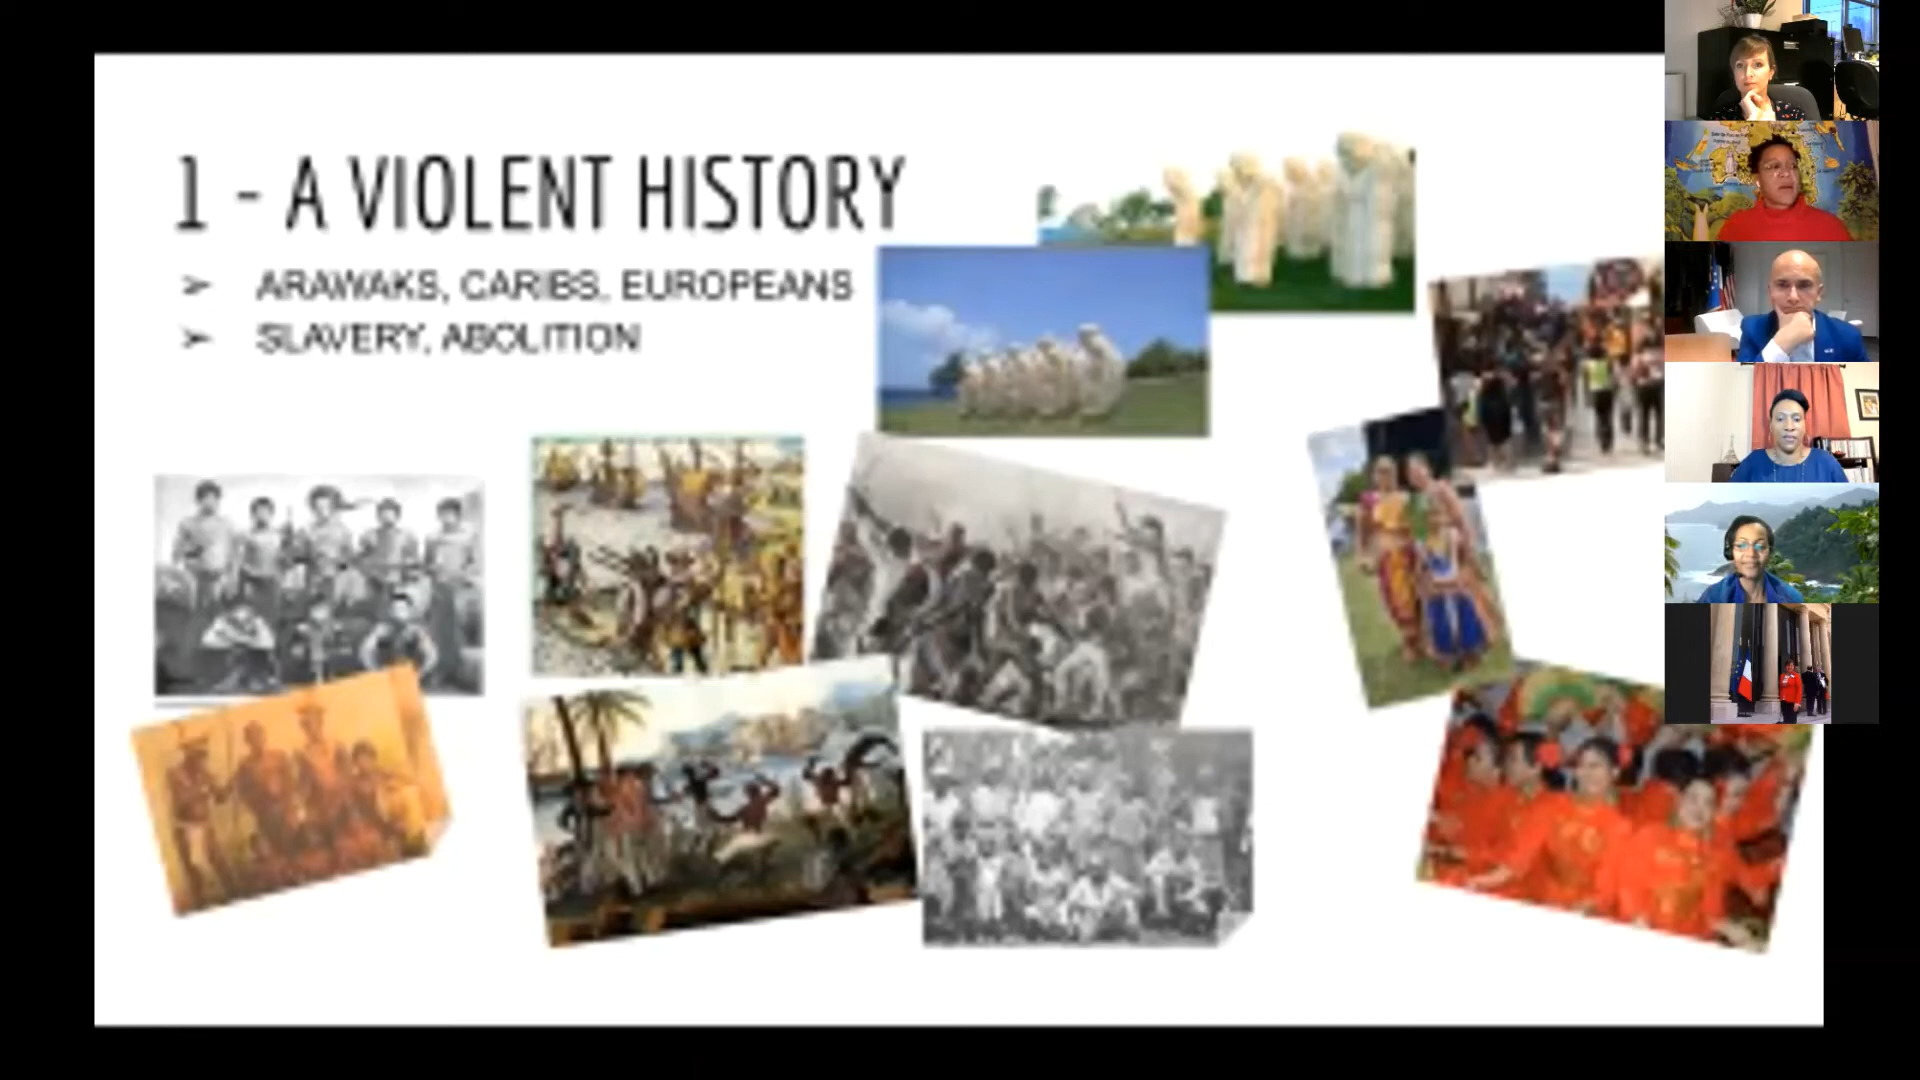 1 - A VIOLENT HISTORY
➢ ARAWAKS, CARIBS, EUROPEANS
➢ SLAVERY, ABOLITION